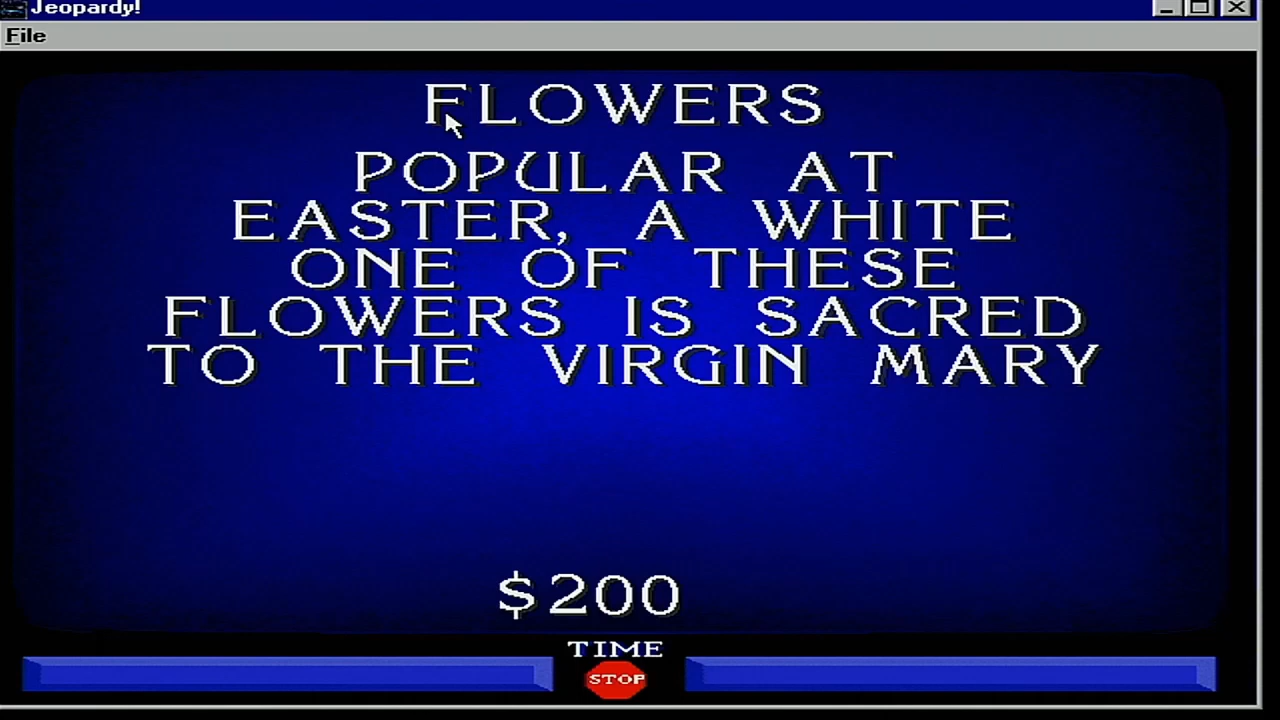 Jeopardy!
File
FLOWERS
POPULAR AT
EASTER, A WHITE
ONE OF THESE
FLOWERS IS SACRED
TO THE VIRGIN MARY
$200
TIME
STOP